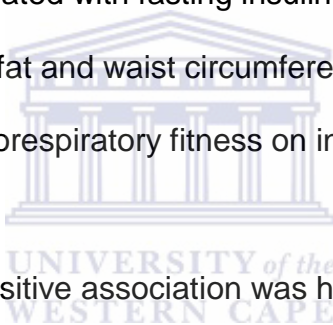 ated with fasting insulin
fat and waist circumfere
orespiratory fitness on in
UNIVERSITY of the
sitive association was h
WESTERN CAPE